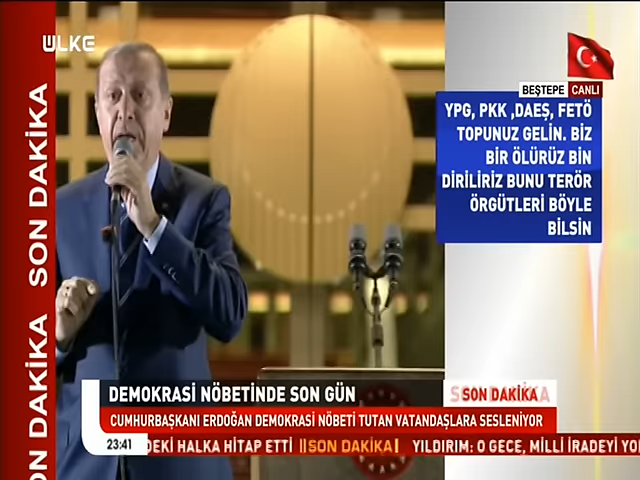 ÜLKE
SON DAKİKA
SON DAKİKA
BEŞTEPE CANLI
YPG, PKK ,DAEŞ, FETÖ
TOPUNUZ GELİN. BİZ
BİR ÖLÜRÜZ BİN
DİRİLİRİZ BUNU TERÖR
ÖRGÜTLERİ BÖYLE
BİLSİN
DEMOKRASİ NÖBETİNDE SON GÜN
SON DAKİKA
CUMHURBAŞKANI ERDOĞAN DEMOKRASİ NÖBETİ TUTAN VATANDAŞLARA SESLENİYOR
23:41 DEKİ HALKA HİTAP ETTİ ||SON DAKİKA|| YILDIRIM: O GECE, MİLLİ İRADEYİ YO